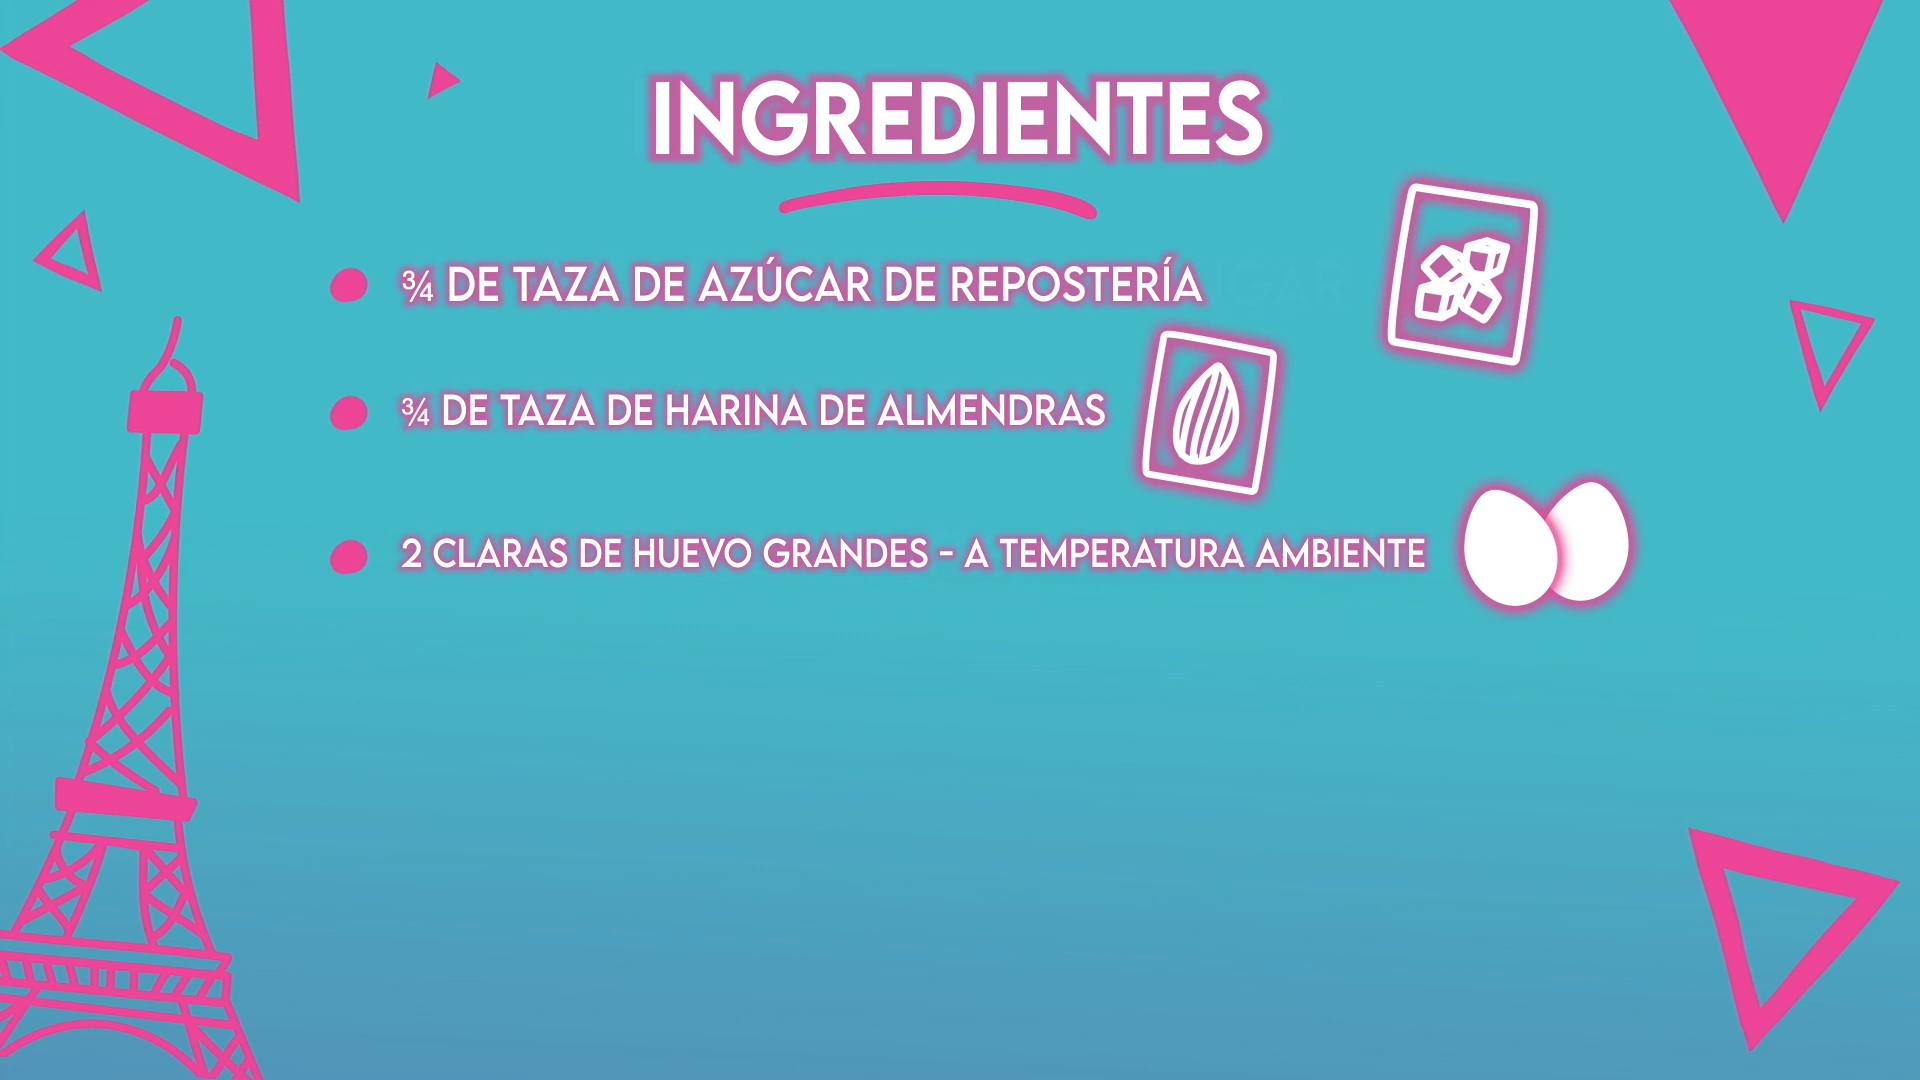 INGREDIENTES
¾ DE TAZA DE AZÚCAR DE REPOSTERÍA
¾ DE TAZA DE HARINA DE ALMENDRAS
2 CLARAS DE HUEVO GRANDES - A TEMPERATURA AMBIENTE